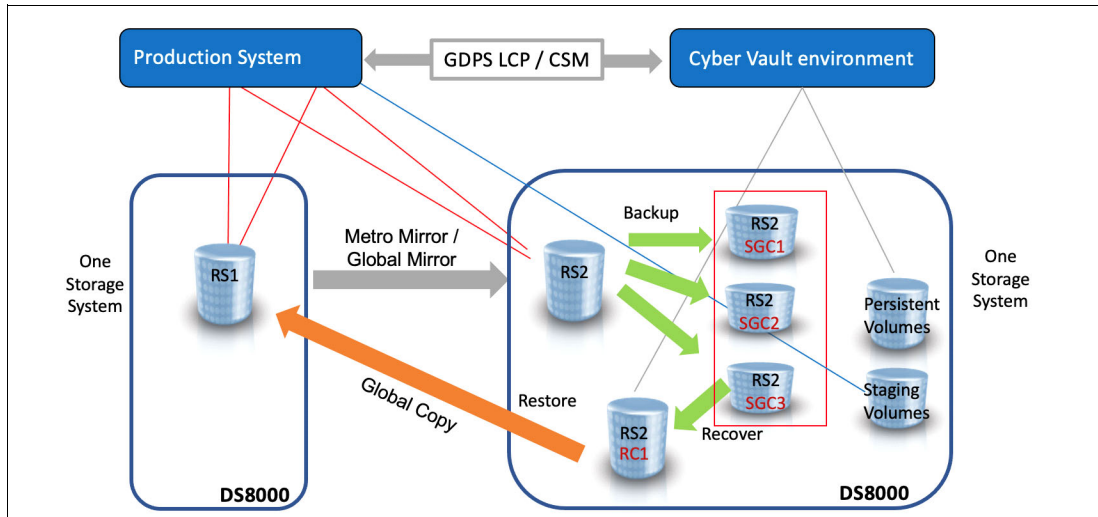 Production System
GDPS LCP / CSM
Cyber Vault environment
One
Storage
System
RS1
Metro Mirror /
Global Mirror
RS2
Backup
RS2
SGC1
RS2
SGC2
RS2
SGC3
Persistent
Volumes
Staging
Volumes
One
Storage
System
Global Copy
Restore
RS2
RC1
Recover
DS8000
DS8000